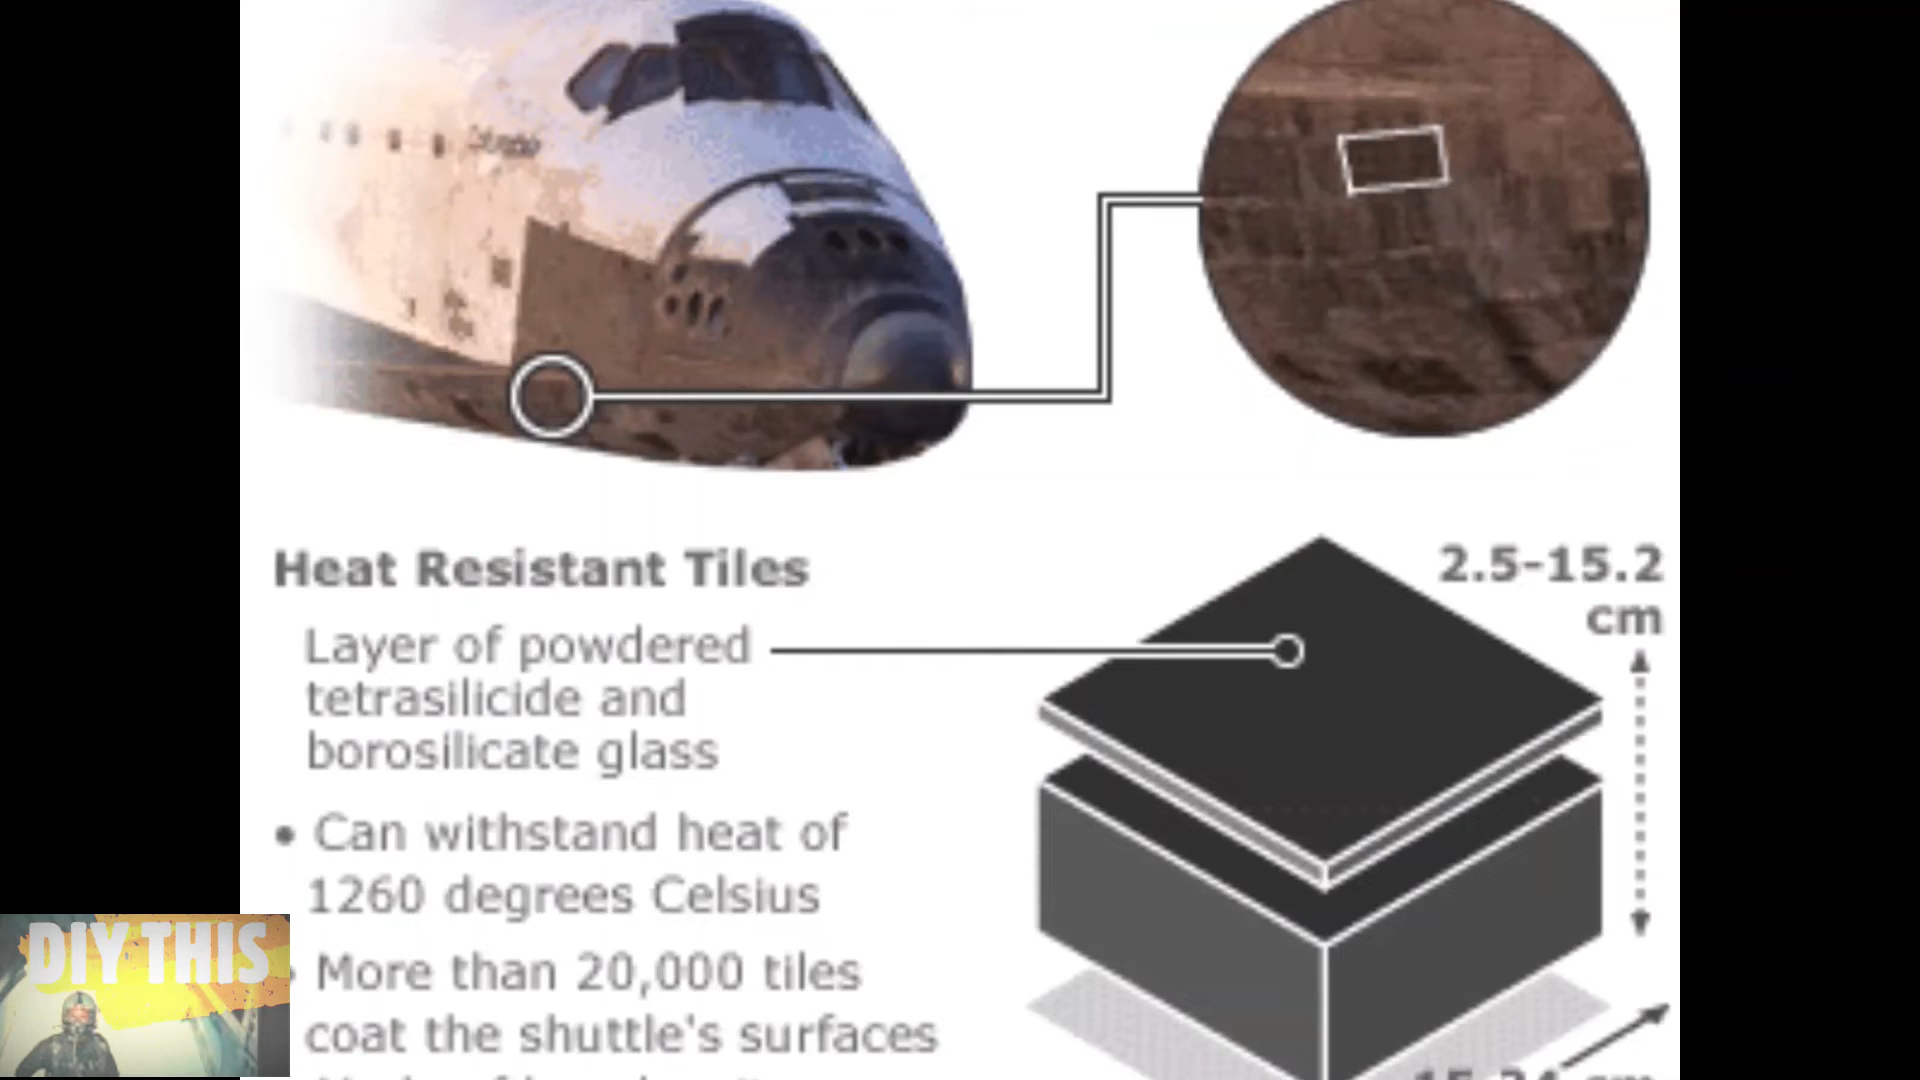 Heat Resistant Tiles
2.5-15.2
cm
Layer of powdered
tetrasilicide and
borosilicate glass
• Can withstand heat of
1260 degrees Celsius
• More than 20,000 tiles
coat the shuttle's surfaces
DIY THIS